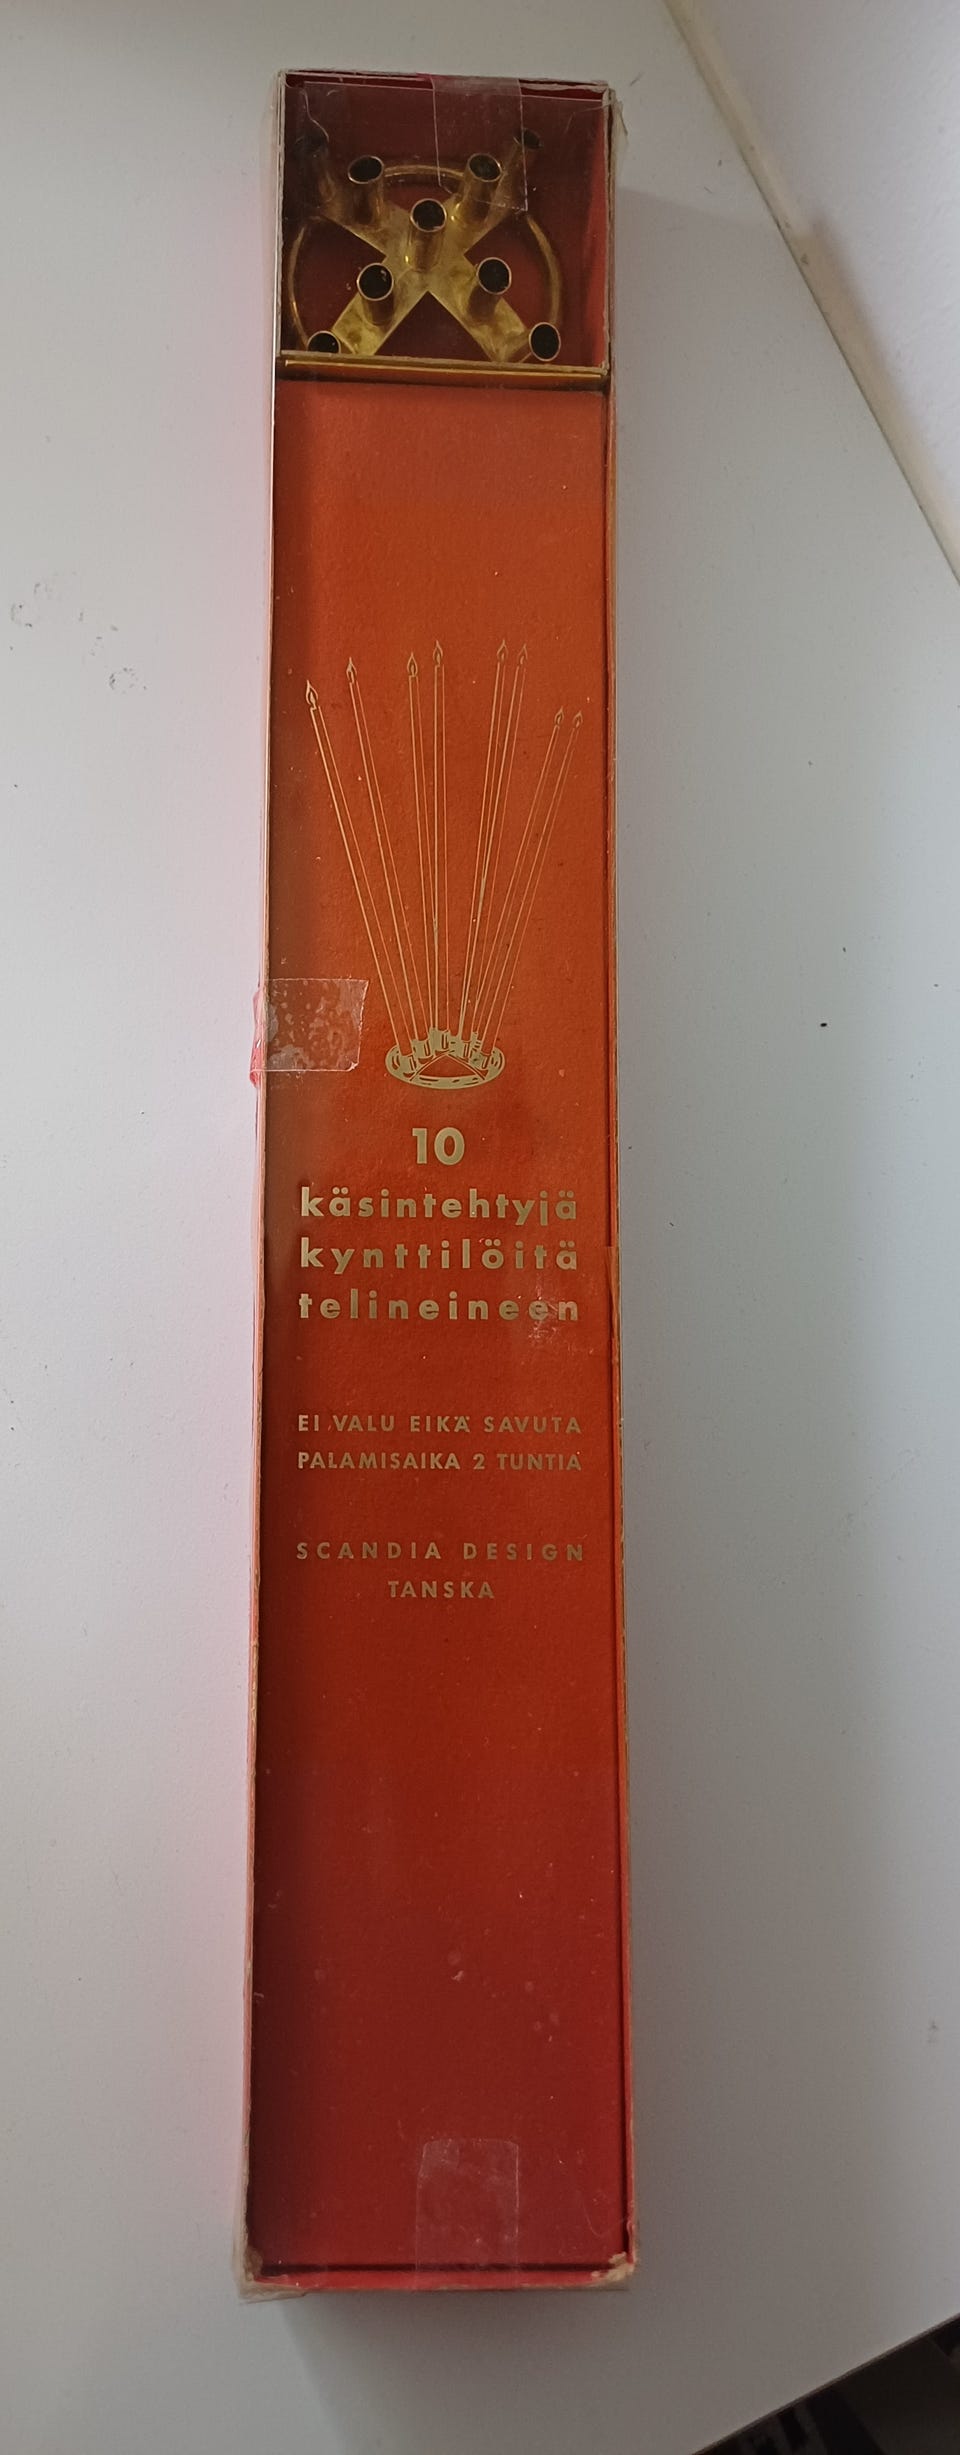 10
käsintehtyjä
kynttilöitä
telineineen
EI VALU EIKÄ SAVUTA
PALAMISAIKA 2 TUNTIA
SCANDIA DESIGN
TANSKA